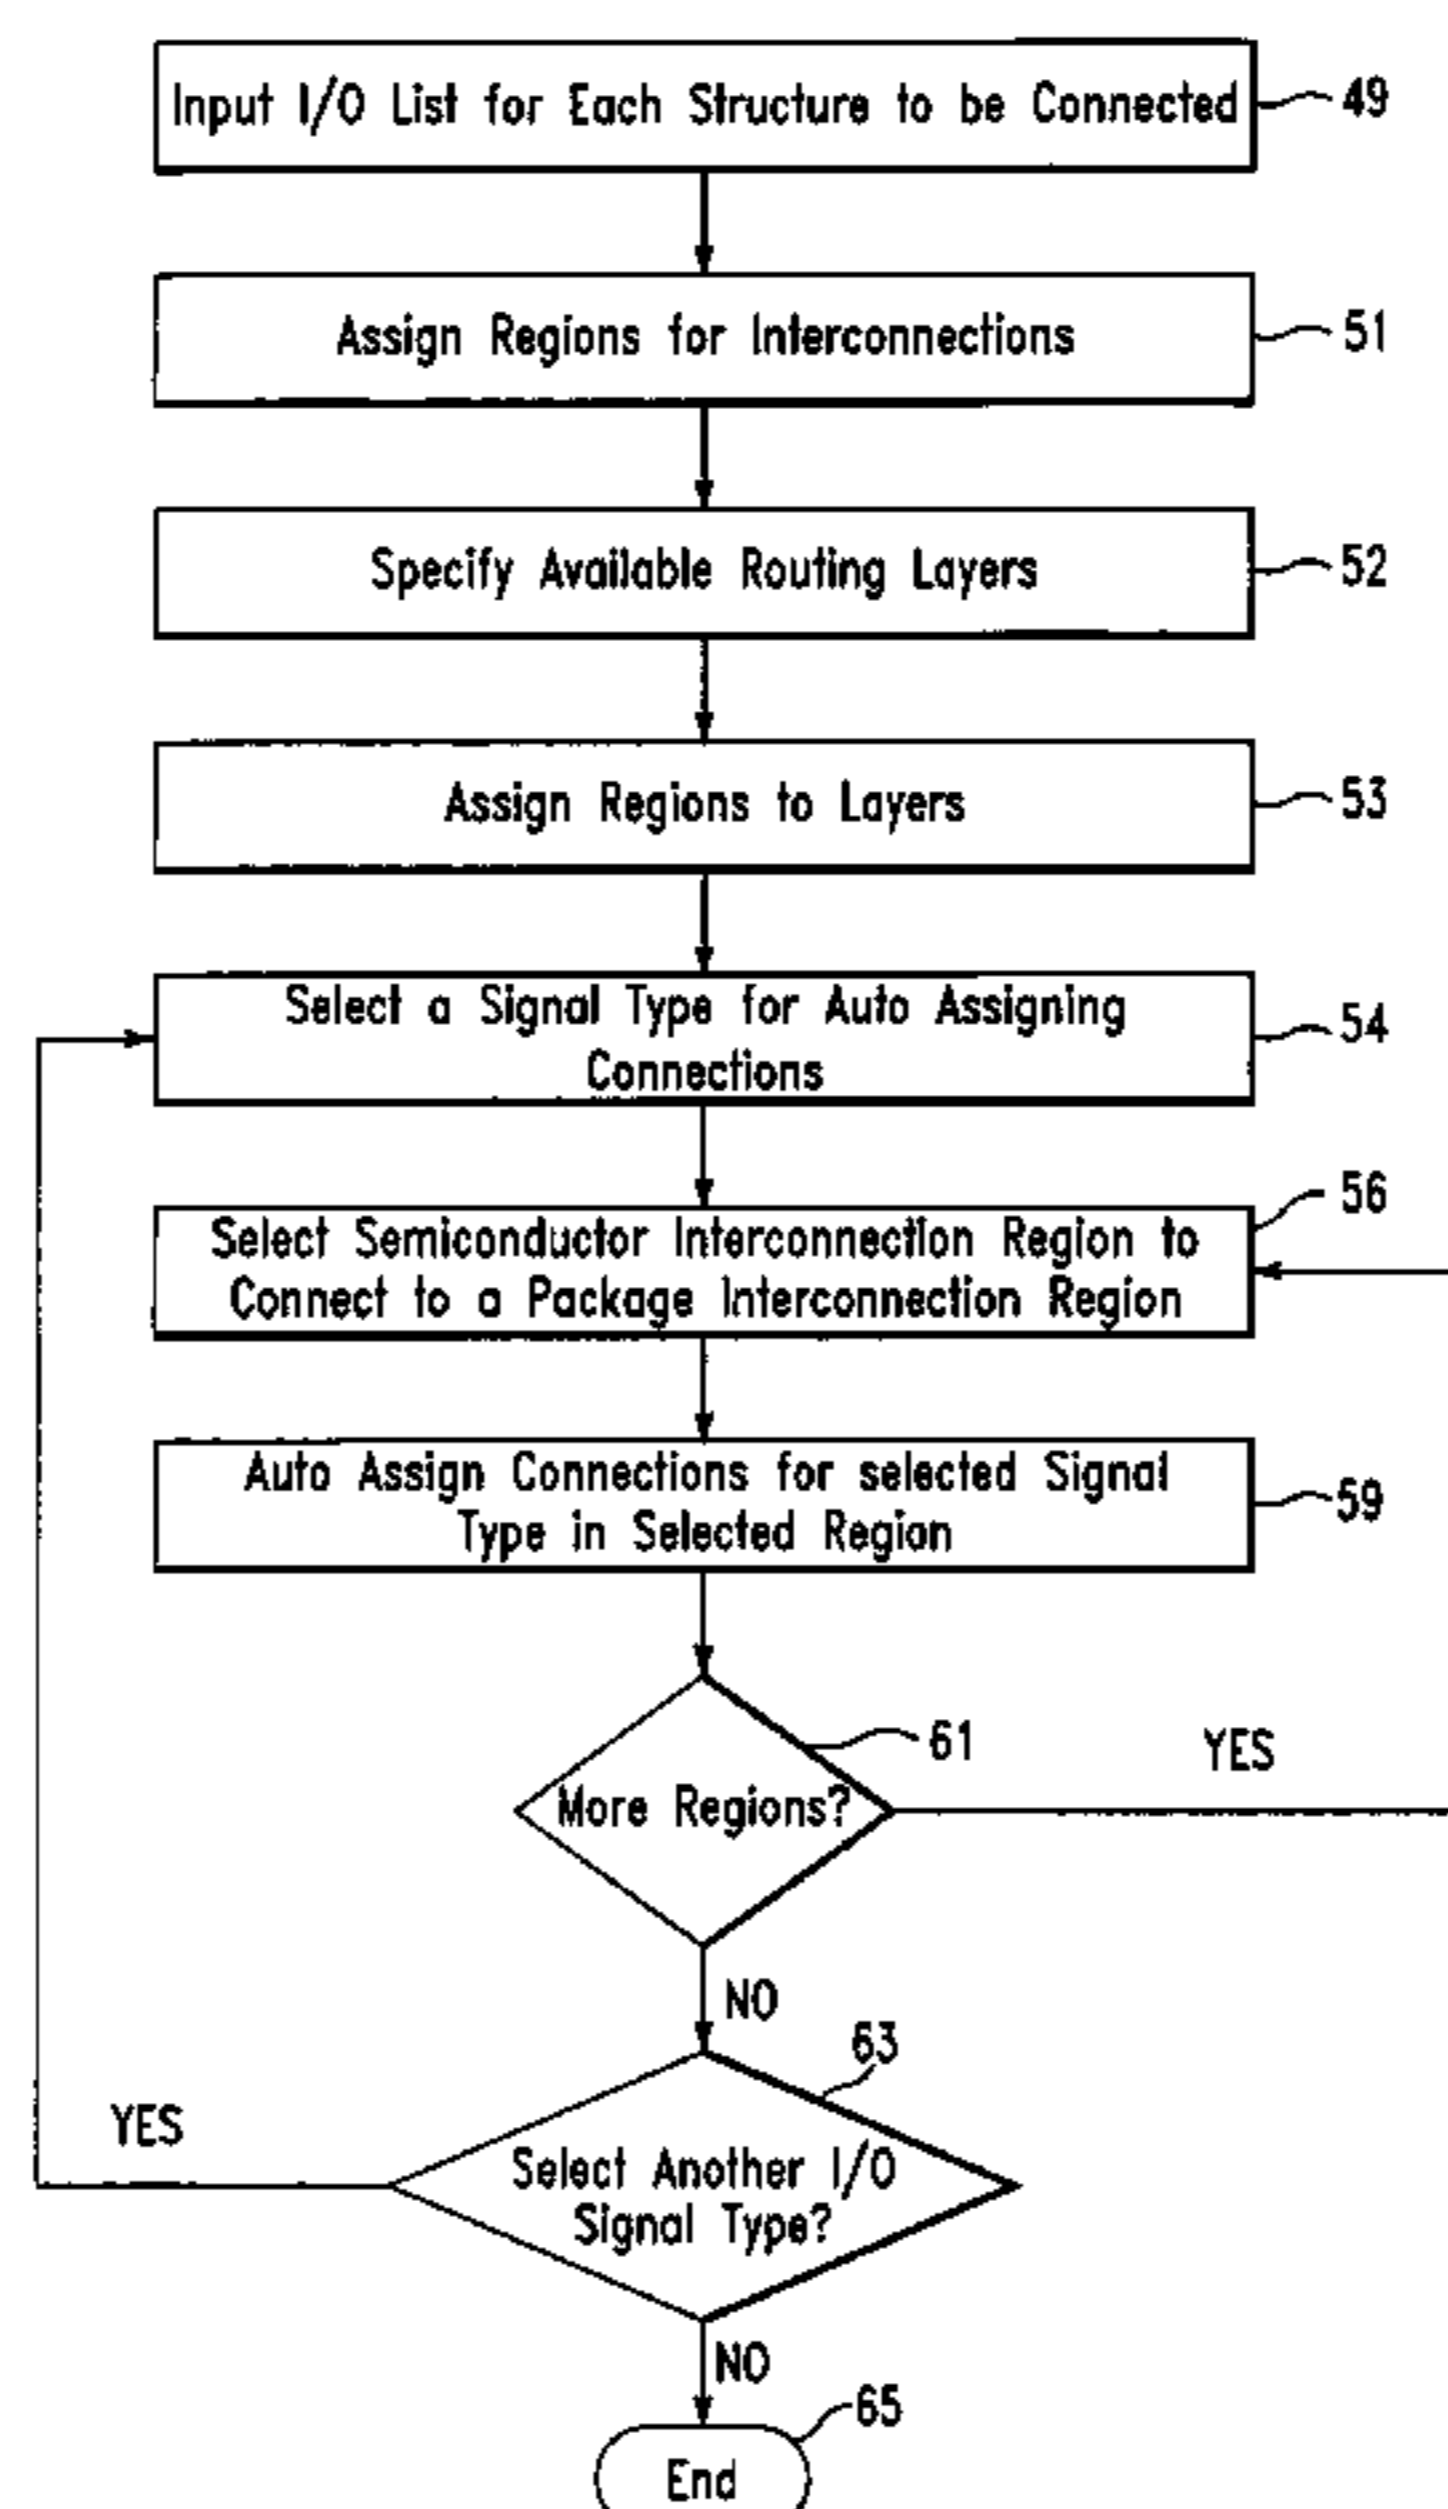 Input I/O List for Each Structure to be Connected
49
Assign Regions for Interconnections
51
Specify Available Routing Layers
52
Assign Regions to Layers
53
Select a Signal Type for Auto Assigning
Connections
54
56
Select Semiconductor Interconnection Region to
Connect to a Package Interconnection Region
Auto Assign Connections for selected Signal
Type in Selected Region
59
61
YES
More Regions?
NO
63
YES
Select Another I/O
Signal Type?
NO
65
End